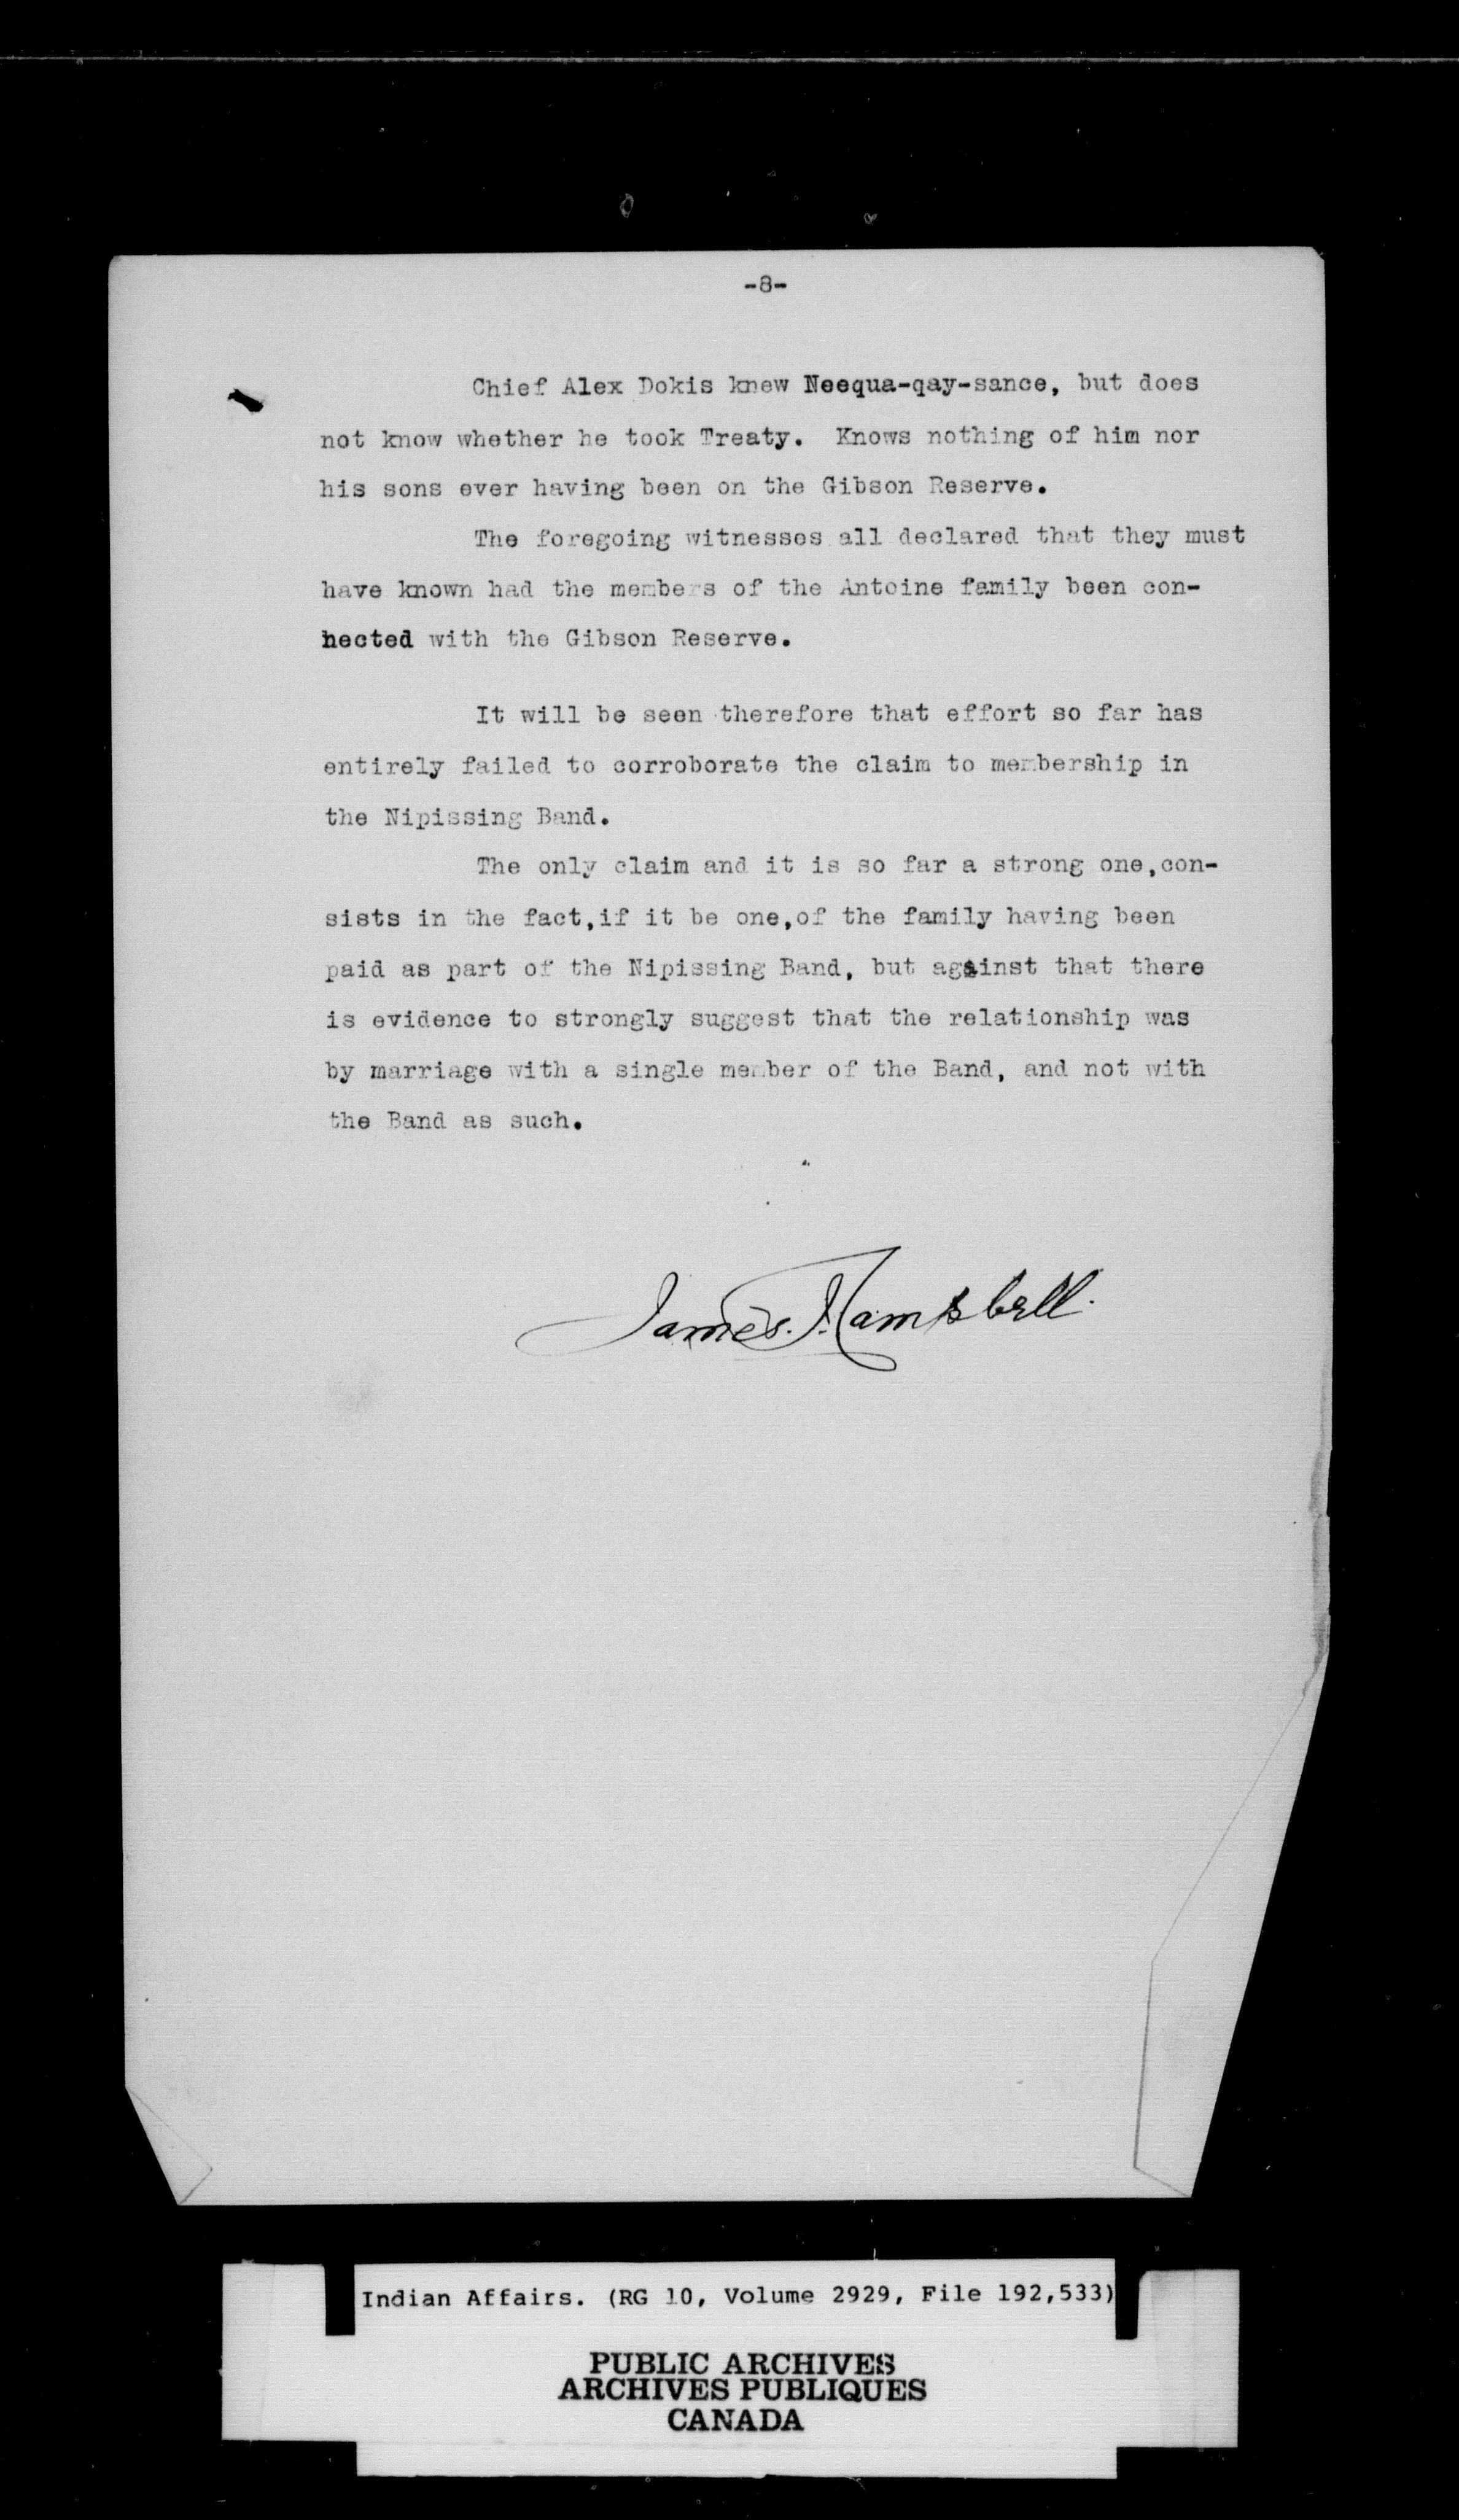 -8-
Chief Alex Dokis knew Neequa-qay-sance, but does
not know whether he took Treaty. Knows nothing of him nor
his sons ever having been on the Gibson Reserve.
The foregoing witnesses all declared that they must
have known had the members of the Antoine family been con-
nected with the Gibson Reserve.
It will be seen therefore that effort so far has
entirely failed to corroborate the claim to membership in
the Nipissing Band.
The only claim and it is so far a strong one,con-
sists in the fact,if it be one,of the family having been
paid as part of the Nipissing Band, but against that there
is evidence to strongly suggest that the relationship was
by marriage with a single member of the Band, and not with
the Band as such.
James. J. Campbell.
Indian Affairs. (RG 10, Volume 2929, File 192,533)
PUBLIC ARCHIVES
ARCHIVES PUBLIQUES
CANADA